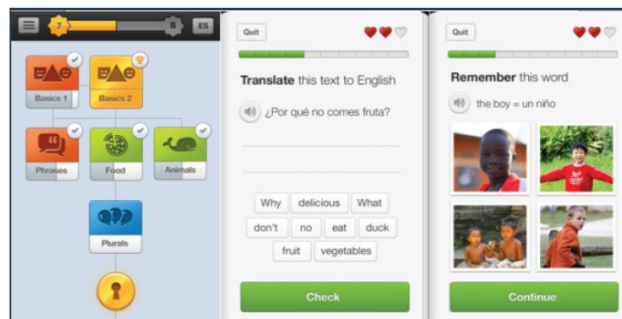 7
8
ES
Basics 1
Basics 2
Phrases
Food
Animals
Plurals
Quit
Translate this text to English
¿Por qué no comes fruta?
Why
delicious
What
don't
no
eat
duck
fruit
vegetables
Check
Quit
Remember this word
the boy = un niño
Continue